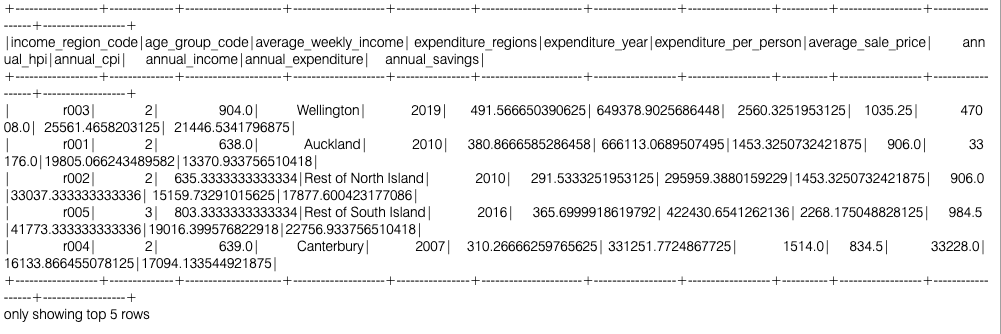 +------------------+--------------+---------------------+-------------------+----------------+---------------------+------------------+------------------+----------+------------
------+------------------+
|income_region_code|age_group_code|average_weekly_income| expenditure_regions|expenditure_year|expenditure_per_person|average_sale_price| ann
ual_hpi|annual_cpi| annual_income|annual_expenditure| annual_savings|
+------------------+--------------+---------------------+-------------------+----------------+---------------------+------------------+------------------+----------+------------
------+------------------+
| r003| 2| 904.0| Wellington| 2019| 491.566650390625| 649378.9025686448| 2560.3251953125| 1035.25| 470
08.0| 25561.4658203125| 21446.5341796875|
| r001| 2| 638.0| Auckland| 2010| 380.8666585286458| 666113.0689507495|1453.3250732421875| 906.0| 33
176.0|19805.066243489582|13370.933756510418|
| r002| 2|635.3333333333334|Rest of North Island| 2010| 291.5333251953125| 295959.3880159229|1453.3250732421875| 906.0
|33037.333333333336| 15159.73291015625|17877.600423177086|
| r005| 3|803.3333333333334|Rest of South Island| 2016| 365.6999918619792| 422430.6541262136| 2268.175048828125| 984.5
|41773.333333333336|19016.399576822918|22756.933756510418|
| r004| 2| 639.0| Canterbury| 2007| 310.26666259765625| 331251.7724867725| 1514.0| 834.5| 33228.0|
16133.866455078125|17094.133544921875|
+------------------+--------------+---------------------+-------------------+----------------+---------------------+------------------+------------------+----------+------------
------+------------------+
only showing top 5 rows